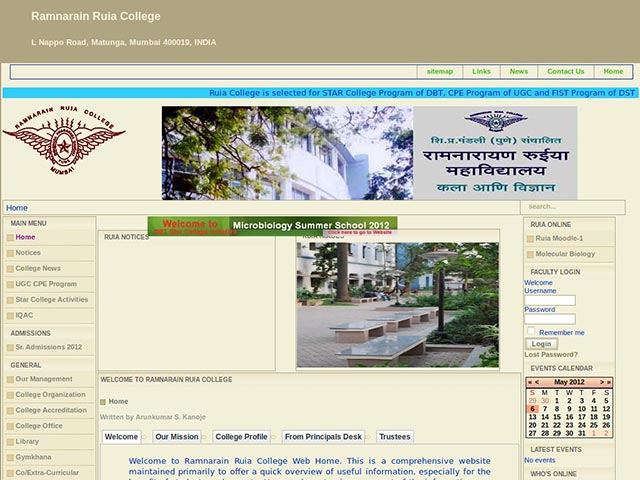 Ramnarain Ruia College
L Nappo Road, Matunga, Mumbai 400019, INDIA
sitemap
Links
News
Contact Us
Home
Ruia College is selected for STAR College Program of DBT, CPE Program of UGC and FIST Program of DST
RAMNARAIN RUIA COLLEGE
MUMBAI
शि.प्र.मंडली (पुणे) संचालित
रामनारायण रुईया
महाविद्यालय
कला आणि विज्ञान
Home
search...
MAIN MENU
Home
Notices
College News
UGC CPE Program
Star College Activities
IQAC
ADMISSIONS
Sr. Admissions 2012
GENERAL
Our Management
College Organization
College Accreditation
College Office
Library
Gymkhana
Co/Extra-Curricular
Welcome to
Microbiology Summer School 2012
Click here to go to Website
RUIA NOTICES
RUIA IMAGES
WELCOME TO RAMNARAIN RUIA COLLEGE
Home
Written by Arunkumar S. Kanoje
Welcome
Our Mission
College Profile
From Principals Desk
Trustees
Welcome to Ramnarain Ruia College Web Home. This is a comprehensive website
maintained primarily to offer a quick overview of useful information, especially for the
RUIA ONLINE
Ruia Moodle-1
Molecular Biology
FACULTY LOGIN
Welcome
Username
Password
Remember me
Login
Lost Password?
EVENTS CALENDAR
« < May 2012 > »
S M T W T F S
29 30 1 2 3 4 5
6 7 8 9 10 11 12
13 14 15 16 17 18 19
20 21 22 23 24 25 26
27 28 29 30 31 1 2
LATEST EVENTS
No events
WHO'S ONLINE